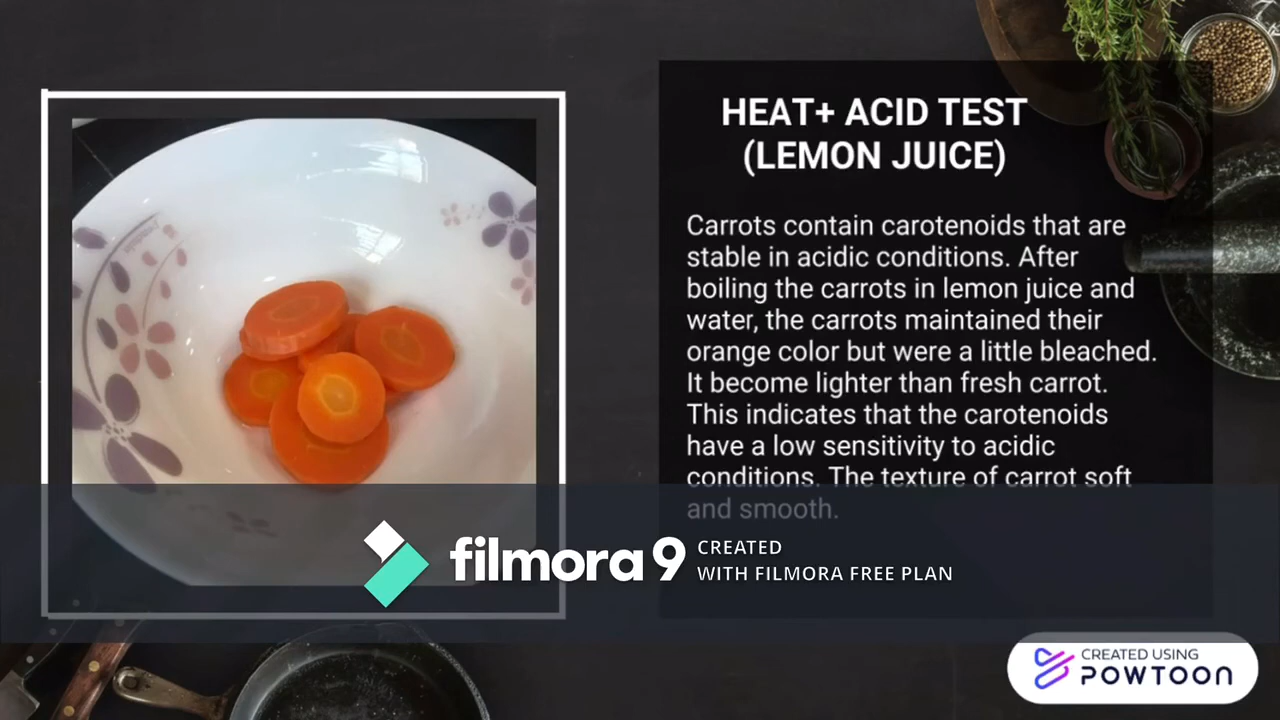 HEAT+ ACID TEST
(LEMON JUICE)
Carrots contain carotenoids that are
stable in acidic conditions. After
boiling the carrots in lemon juice and
water, the carrots maintained their
orange color but were a little bleached.
It become lighter than fresh carrot.
This indicates that the carotenoids
have a low sensitivity to acidic
conditions. The texture of carrot soft
and smooth.
filmora9
CREATED
WITH FILMORA FREE PLAN
CREATED USING
POWTOON